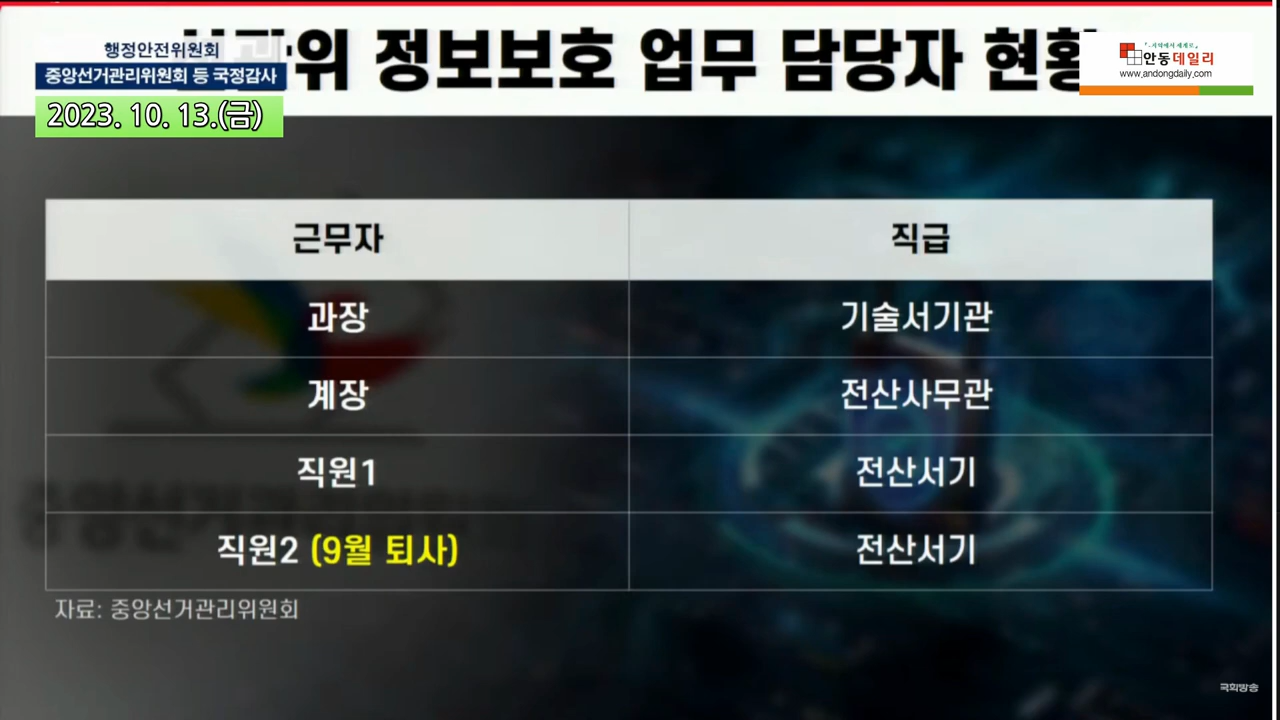 위 정보보호 업무 담당자 현황
행정안전위원회
중앙선거관리위원회 등 국정감사
2023. 10. 13.(금)
안동데일리
www.andongdaily.com
근무자 직급
과장 기술서기관
계장 전산사무관
직원1 전산서기
직원2 (9월 퇴사) 전산서기
자료: 중앙선거관리위원회
국회방송